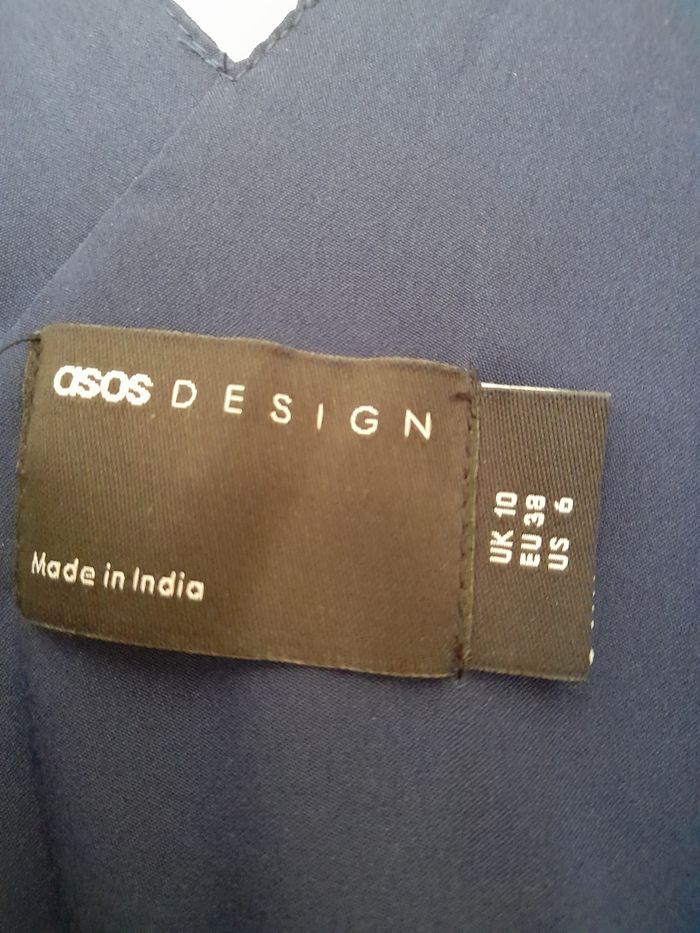 asos DESIGN
Made in India
UK 10
EU 38
US 6